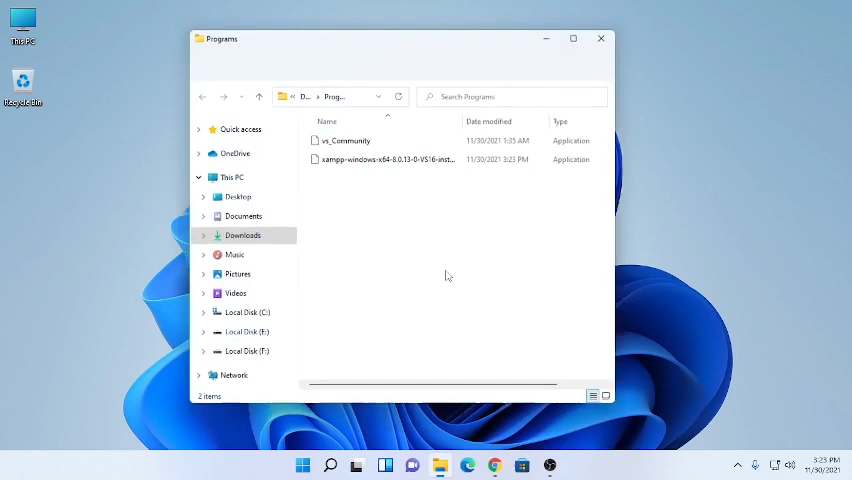 This PC
Recycle Bin
Programs
« D... › Prog...
Search Programs
Name
Date modified
Type
vs_Community
11/30/2021 1:35 AM
Application
xampp-windows-x64-8.0.13-0-VS16-inst...
11/30/2021 3:23 PM
Application
Quick access
OneDrive
This PC
Desktop
Documents
Downloads
Music
Pictures
Videos
Local Disk (C:)
Local Disk (E:)
Local Disk (F:)
Network
2 items
3:23 PM
11/30/2021